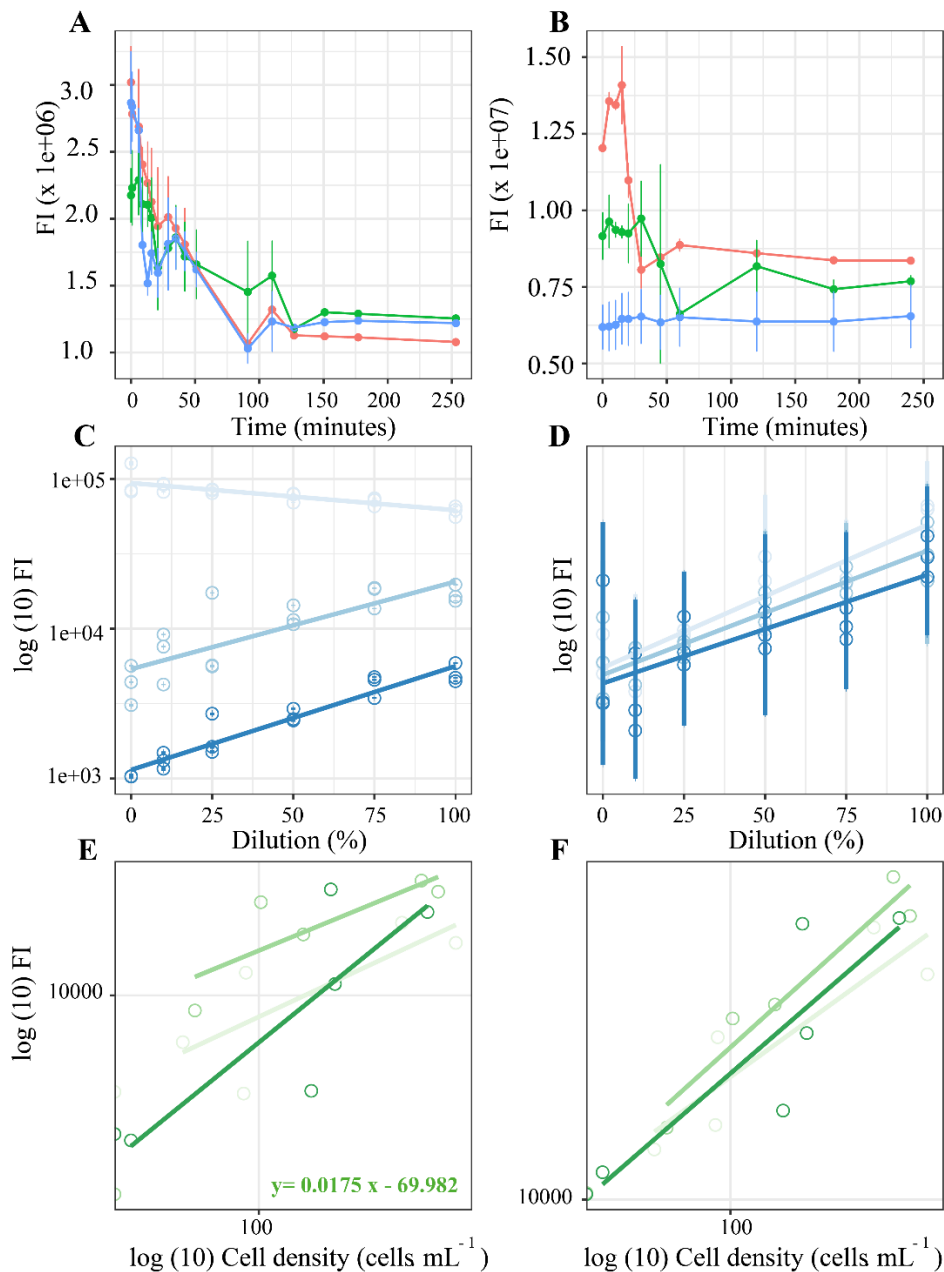 A
B
FI (x 1e+06)
3.0
2.5
2.0
1.5
1.0
0
50
100
150
200
250
Time (minutes)
FI (x 1e+07)
1.50
1.25
1.00
0.75
0.50
0
50
100
150
200
250
Time (minutes)
C
D
log (10) FI
1e+05
1e+04
1e+03
0
25
50
75
100
Dilution (%)
log (10) FI
0
25
50
75
100
Dilution (%)
E
F
log (10) FI
10000
y= 0.0175 x - 69.982
100
log (10) Cell density (cells mL⁻¹)
10000
100
log (10) Cell density (cells mL⁻¹)